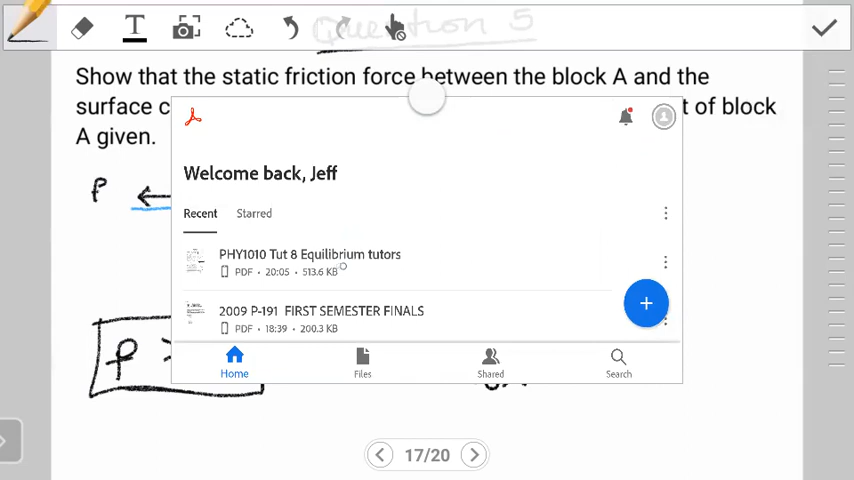 Question 5
T
Show that the static friction force between the block A and the
surface c
t of block
A given.
P
Welcome back, Jeff
Recent
Starred
PHY1010 Tut 8 Equilibrium tutors
PDF • 20:05 • 513.6 KB
2009 P-191 FIRST SEMESTER FINALS
PDF • 18:39 • 200.3 KB
Home
Files
Shared
Search
17/20